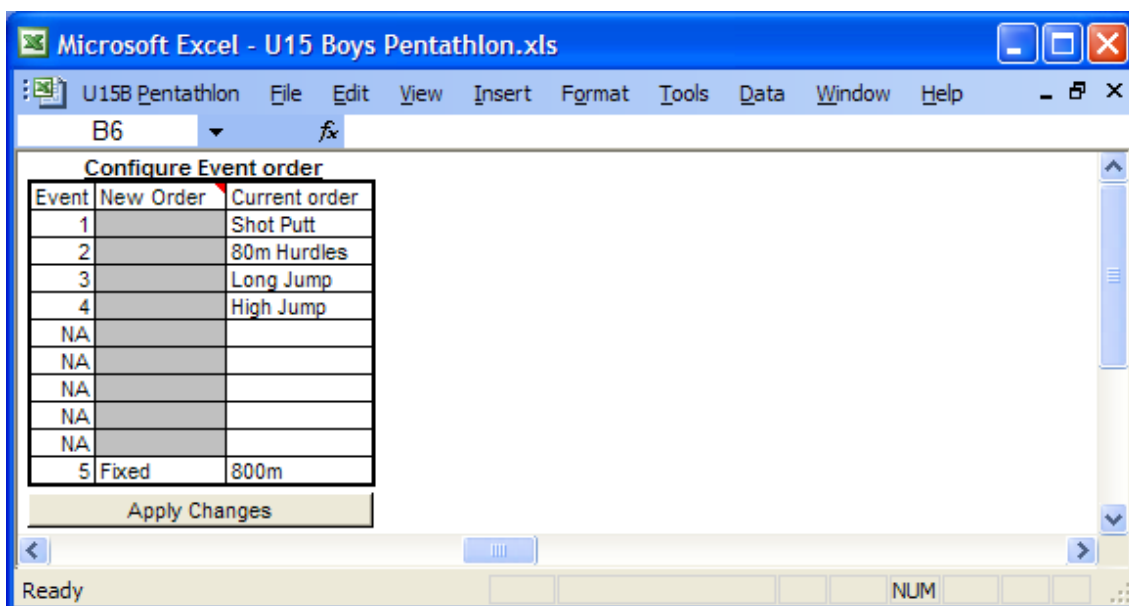 Microsoft Excel - U15 Boys Pentathlon.xls
U15B Pentathlon File Edit View Insert Format Tools Data Window Help
B6 fx
Configure Event order
Event New Order Current order
1 Shot Putt
2 80m Hurdles
3 Long Jump
4 High Jump
NA
NA
NA
NA
NA
5 Fixed 800m
Apply Changes
Ready NUM